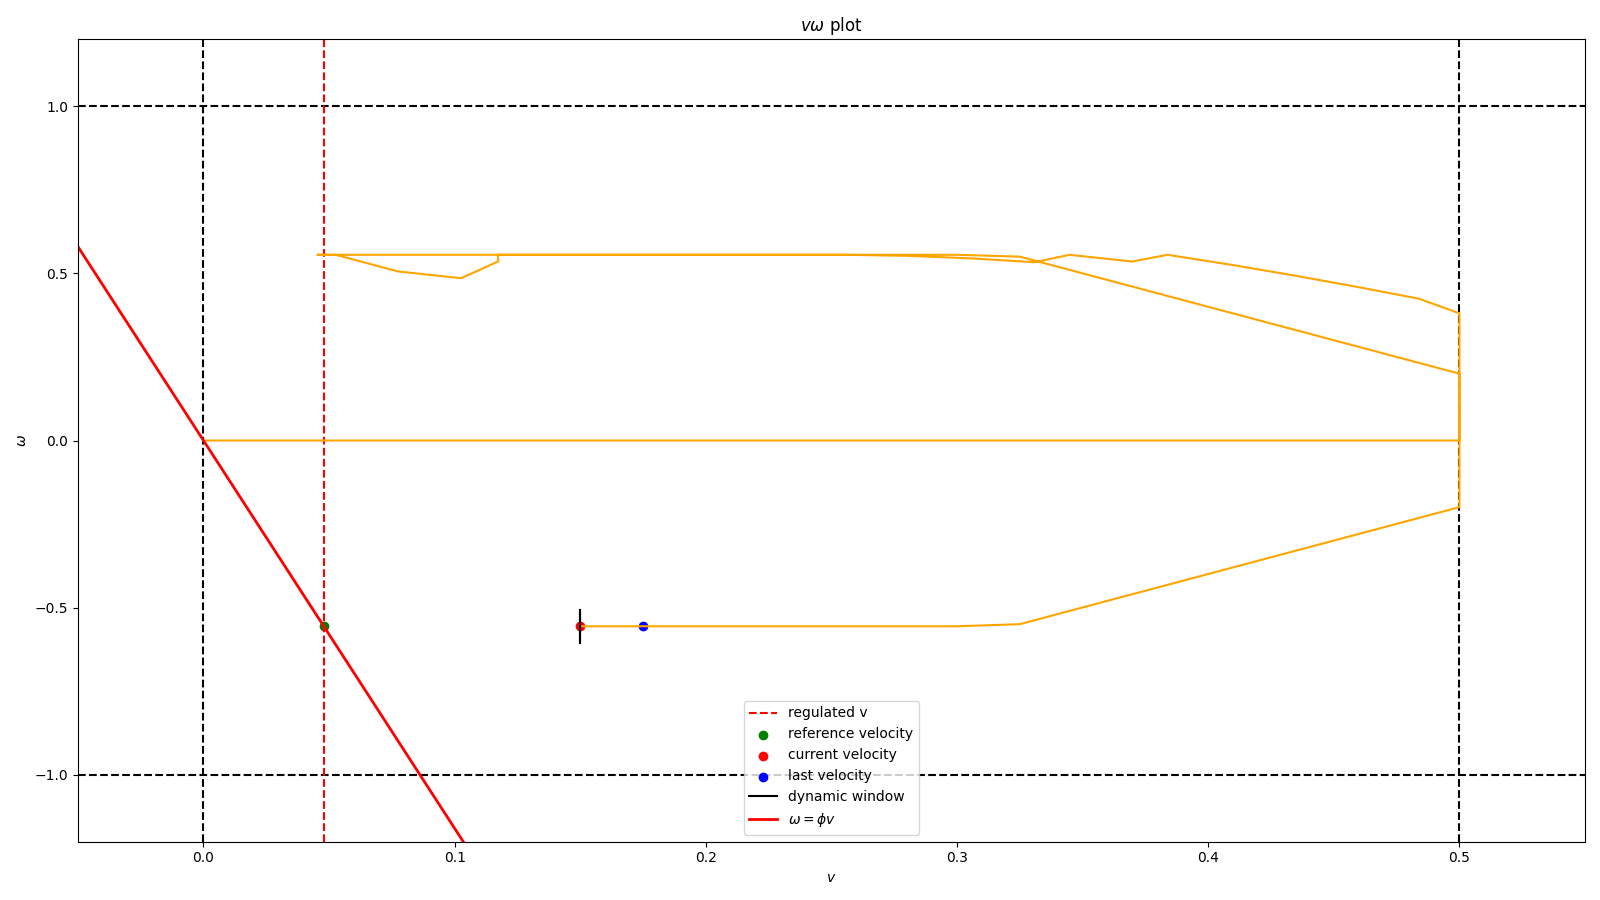 vω plot
1.0
0.5
0.0
−0.5
−1.0
ω
0.0 0.1 0.2 0.3 0.4 0.5
v
regulated v
reference velocity
current velocity
last velocity
dynamic window
ω = ϕv